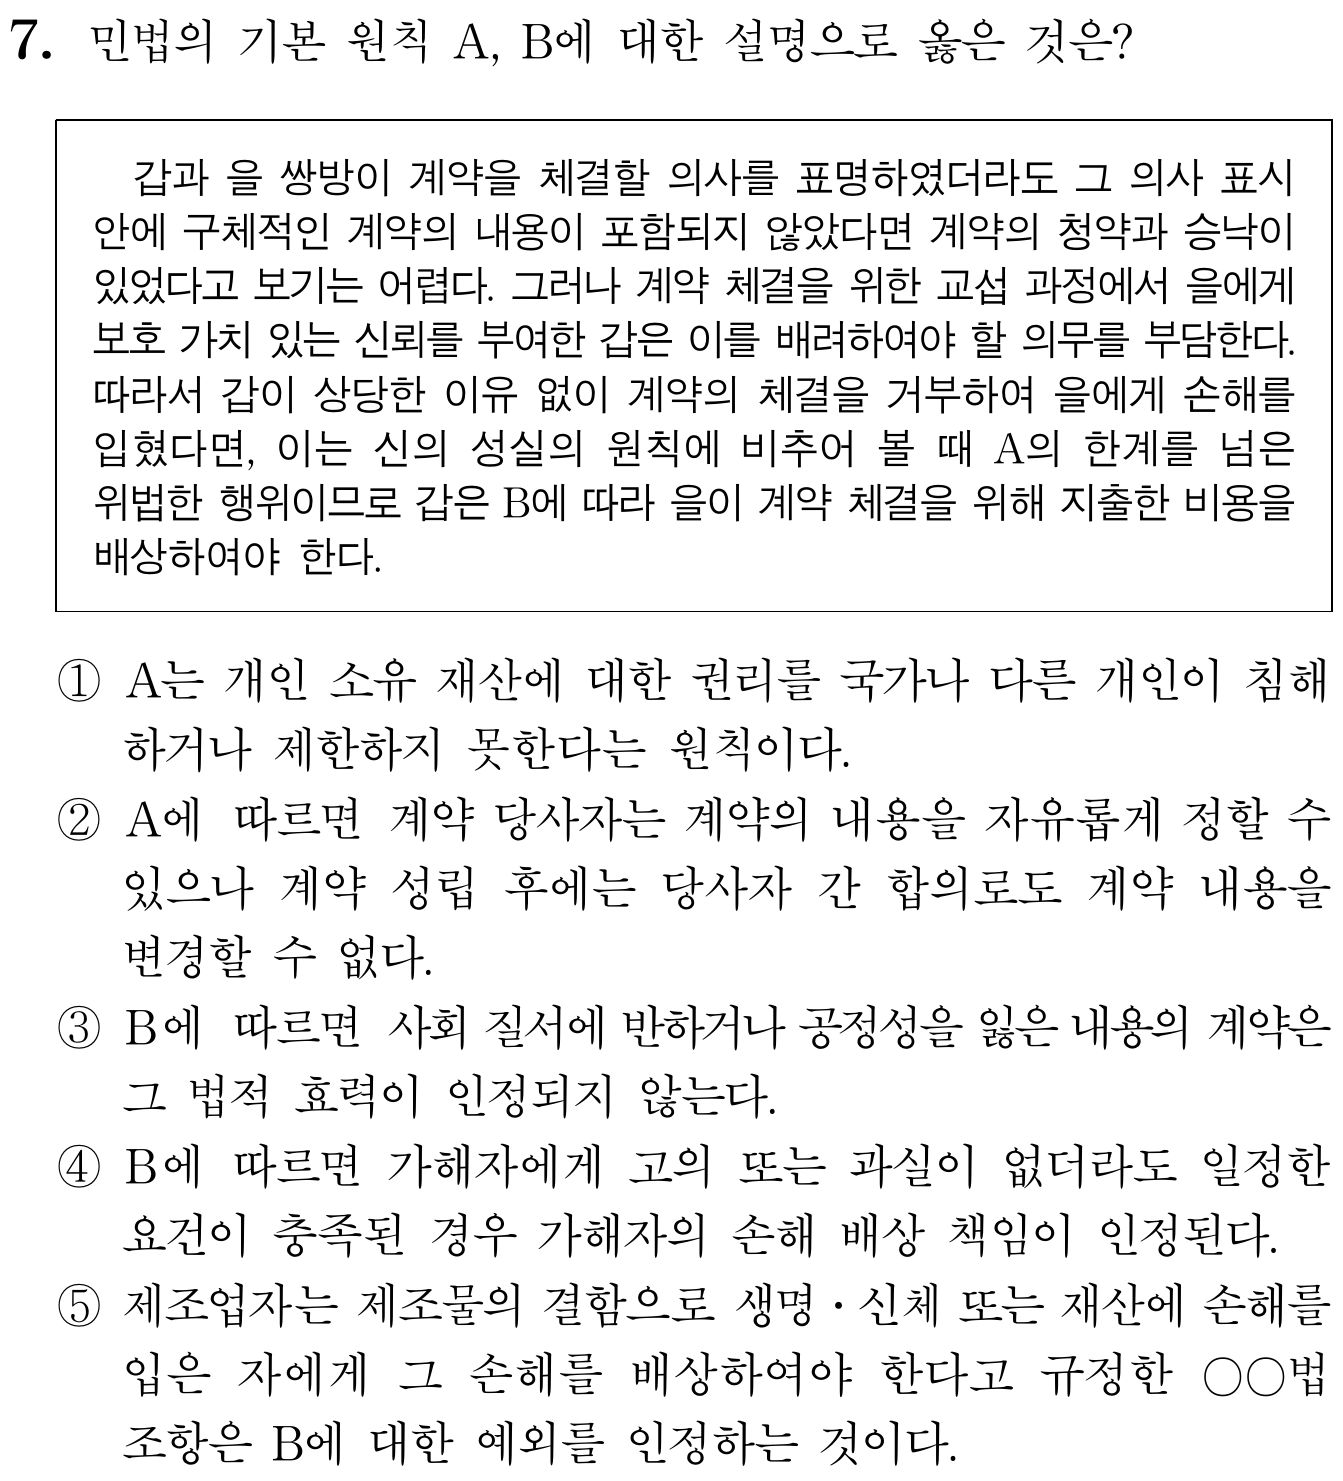 7. 민법의 기본 원칙 A, B에 대한 설명으로 옳은 것은?
갑과 을 쌍방이 계약을 체결할 의사를 표명하였더라도 그 의사 표시
안에 구체적인 계약의 내용이 포함되지 않았다면 계약의 청약과 승낙이
있었다고 보기는 어렵다. 그러나 계약 체결을 위한 교섭 과정에서 을에게
보호 가치 있는 신뢰를 부여한 갑은 이를 배려하여야 할 의무를 부담한다.
따라서 갑이 상당한 이유 없이 계약의 체결을 거부하여 을에게 손해를
입혔다면, 이는 신의 성실의 원칙에 비추어 볼 때 A의 한계를 넘은
위법한 행위이므로 갑은 B에 따라 을이 계약 체결을 위해 지출한 비용을
배상하여야 한다.
① A는 개인 소유 재산에 대한 권리를 국가나 다른 개인이 침해
하거나 제한하지 못한다는 원칙이다.
② A에 따르면 계약 당사자는 계약의 내용을 자유롭게 정할 수
있으나 계약 성립 후에는 당사자 간 합의로도 계약 내용을
변경할 수 없다.
③ B에 따르면 사회 질서에 반하거나 공정성을 잃은 내용의 계약은
그 법적 효력이 인정되지 않는다.
④ B에 따르면 가해자에게 고의 또는 과실이 없더라도 일정한
요건이 충족된 경우 가해자의 손해 배상 책임이 인정된다.
⑤ 제조업자는 제조물의 결함으로 생명·신체 또는 재산에 손해를
입은 자에게 그 손해를 배상하여야 한다고 규정한 ○○법
조항은 B에 대한 예외를 인정하는 것이다.